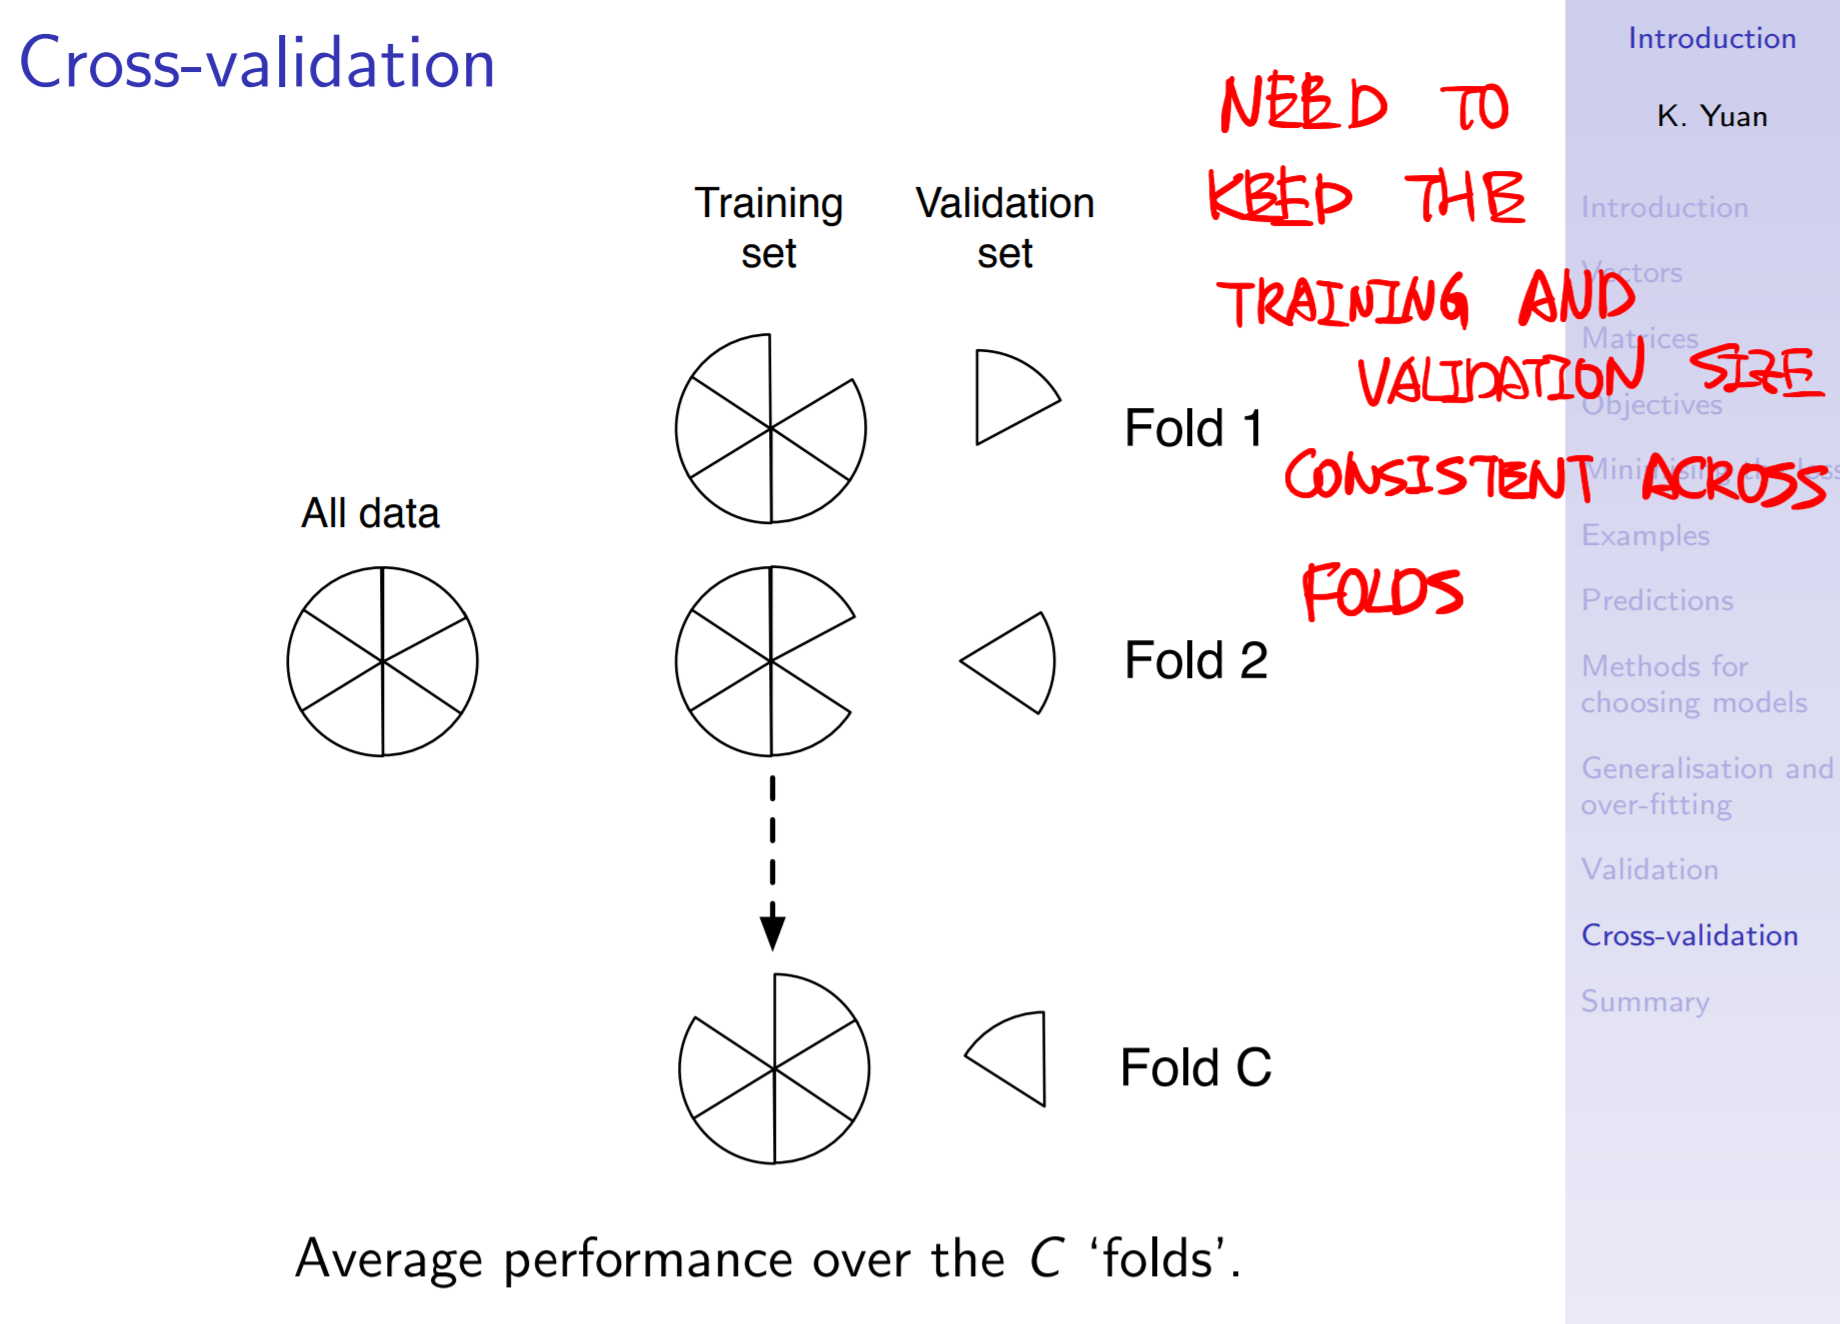 Cross-validation
Training
set
Validation
set
All data
Fold 1
Fold 2
Fold C
Average performance over the C ‘folds’.
NEED TO
KEEP THE
TRAINING AND
VALIDATION SIZE
CONSISTENT ACROSS
FOLDS
Introduction
K. Yuan
Introduction
Vectors
Matrices
Objectives
Minimising the loss
Examples
Predictions
Methods for
choosing models
Generalisation and
over-fitting
Validation
Cross-validation
Summary